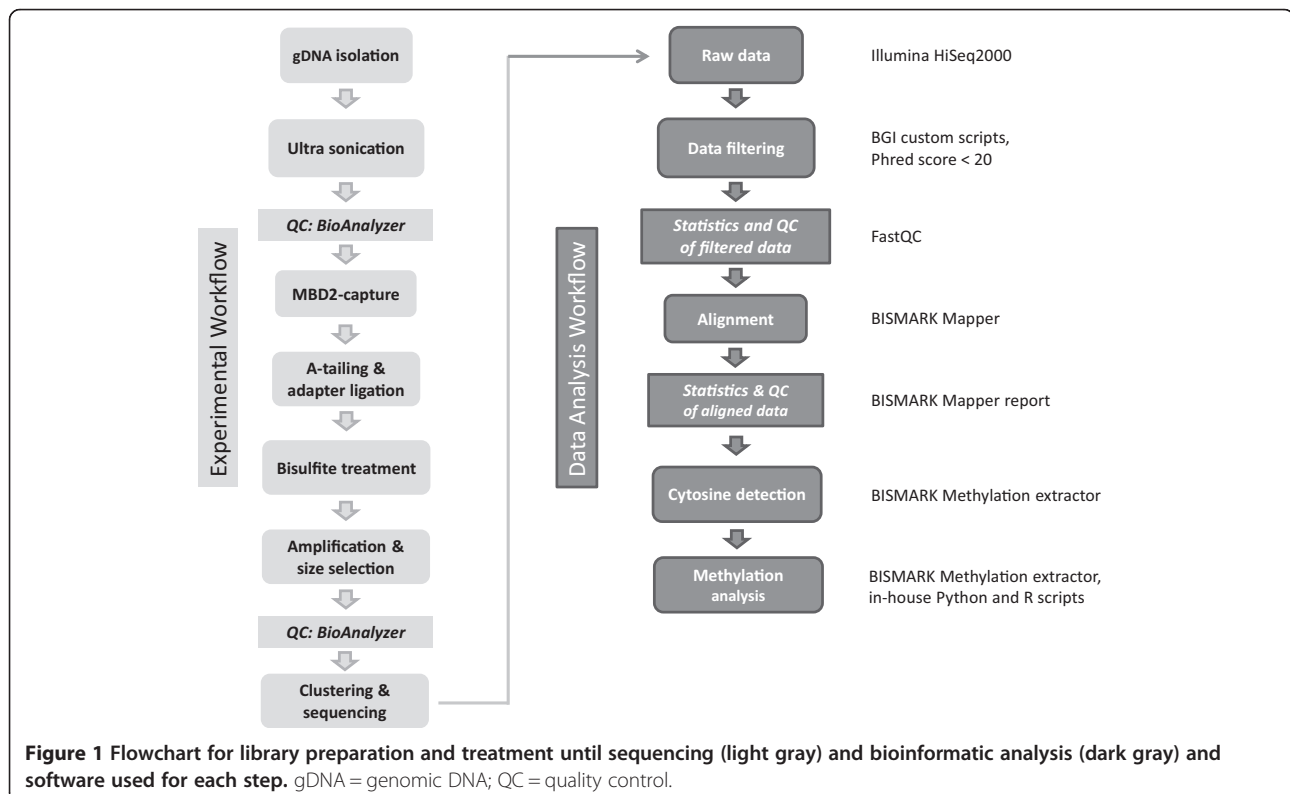 Experimental Workflow
gDNA isolation
Ultra sonication
QC: BioAnalyzer
MBD2-capture
A-tailing &
adapter ligation
Bisulfite treatment
Amplification &
size selection
QC: BioAnalyzer
Clustering &
sequencing
Data Analysis Workflow
Raw data
Illumina HiSeq2000
Data filtering
BGI custom scripts,
Phred score < 20
Statistics and QC
of filtered data
FastQC
Alignment
BISMARK Mapper
Statistics & QC
of aligned data
BISMARK Mapper report
Cytosine detection
BISMARK Methylation extractor
Methylation
analysis
BISMARK Methylation extractor,
in-house Python and R scripts
Figure 1 Flowchart for library preparation and treatment until sequencing (light gray) and bioinformatic analysis (dark gray) and
software used for each step. gDNA = genomic DNA; QC = quality control.